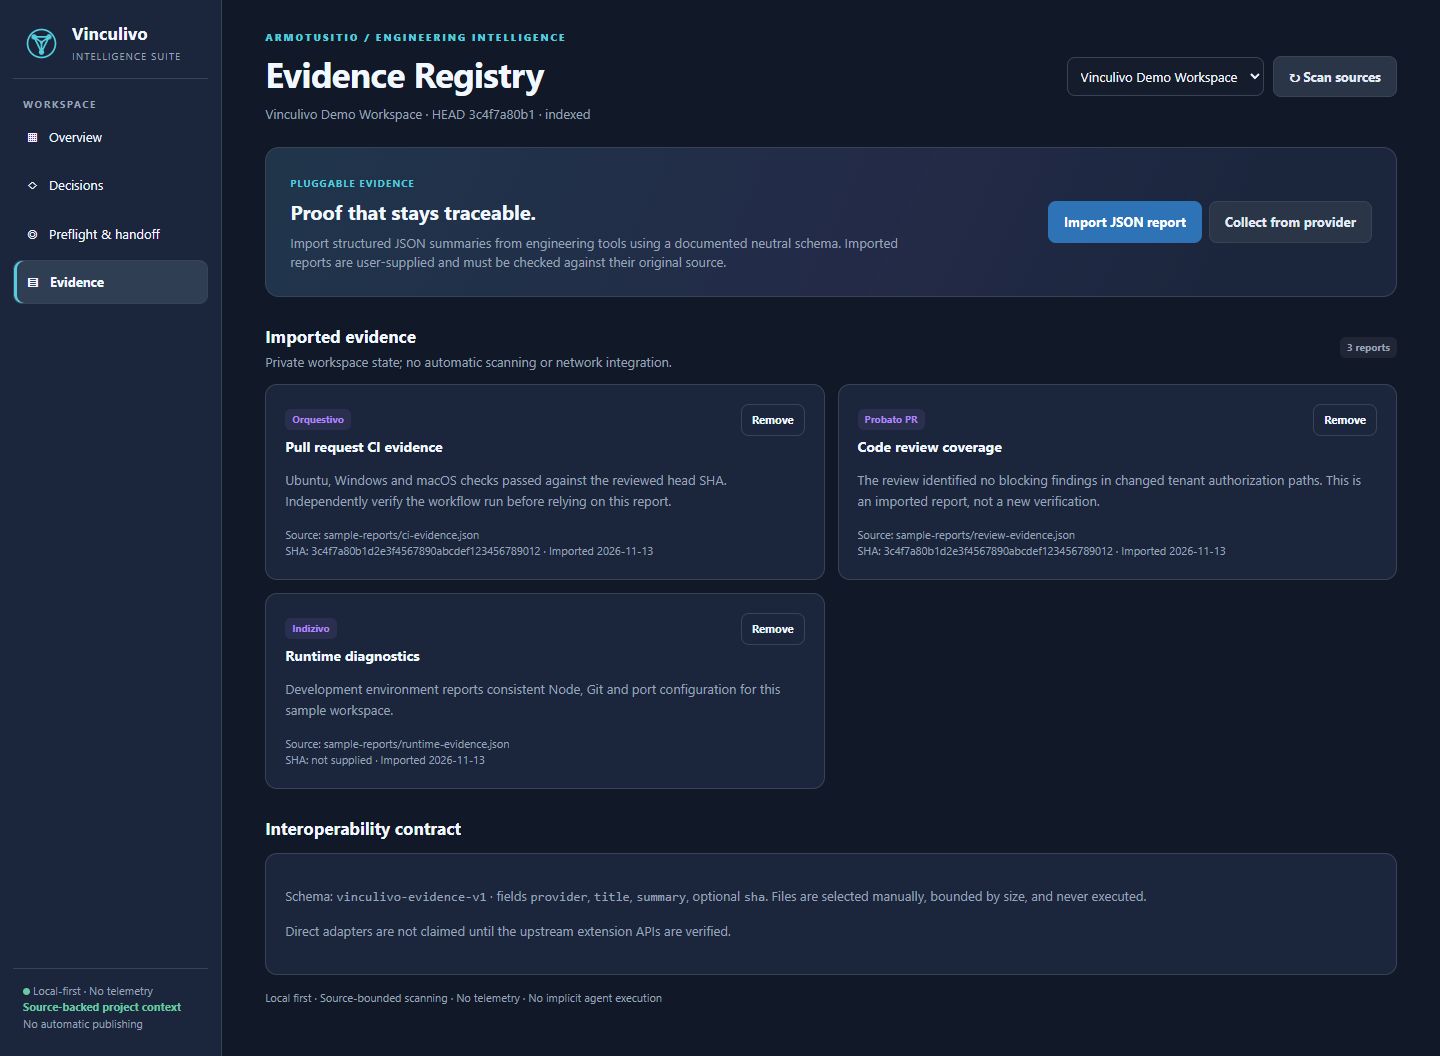 Vinculivo
INTELLIGENCE SUITE
WORKSPACE
Overview
Decisions
Preflight & handoff
Evidence
Local-first · No telemetry
Source-backed project context
No automatic publishing
ARMOTUSITIO / ENGINEERING INTELLIGENCE
Evidence Registry
Vinculivo Demo Workspace · HEAD 3c4f7a80b1 · indexed
Vinculivo Demo Workspace
↻ Scan sources
PLUGGABLE EVIDENCE
Proof that stays traceable.
Import structured JSON summaries from engineering tools using a documented neutral schema. Imported
reports are user-supplied and must be checked against their original source.
Import JSON report
Collect from provider
Imported evidence
Private workspace state; no automatic scanning or network integration.
3 reports
Orquestivo
Remove
Pull request CI evidence
Ubuntu, Windows and macOS checks passed against the reviewed head SHA.
Independently verify the workflow run before relying on this report.
Source: sample-reports/ci-evidence.json
SHA: 3c4f7a80b1d2e3f4567890abcdef123456789012 · Imported 2026-11-13
Probato PR
Remove
Code review coverage
The review identified no blocking findings in changed tenant authorization paths. This is
an imported report, not a new verification.
Source: sample-reports/review-evidence.json
SHA: 3c4f7a80b1d2e3f4567890abcdef123456789012 · Imported 2026-11-13
Indizivo
Remove
Runtime diagnostics
Development environment reports consistent Node, Git and port configuration for this
sample workspace.
Source: sample-reports/runtime-evidence.json
SHA: not supplied · Imported 2026-11-13
Interoperability contract
Schema: vinculivo-evidence-v1 · fields provider, title, summary, optional sha. Files are selected manually, bounded by size, and never executed.
Direct adapters are not claimed until the upstream extension APIs are verified.
Local first · Source-bounded scanning · No telemetry · No implicit agent execution